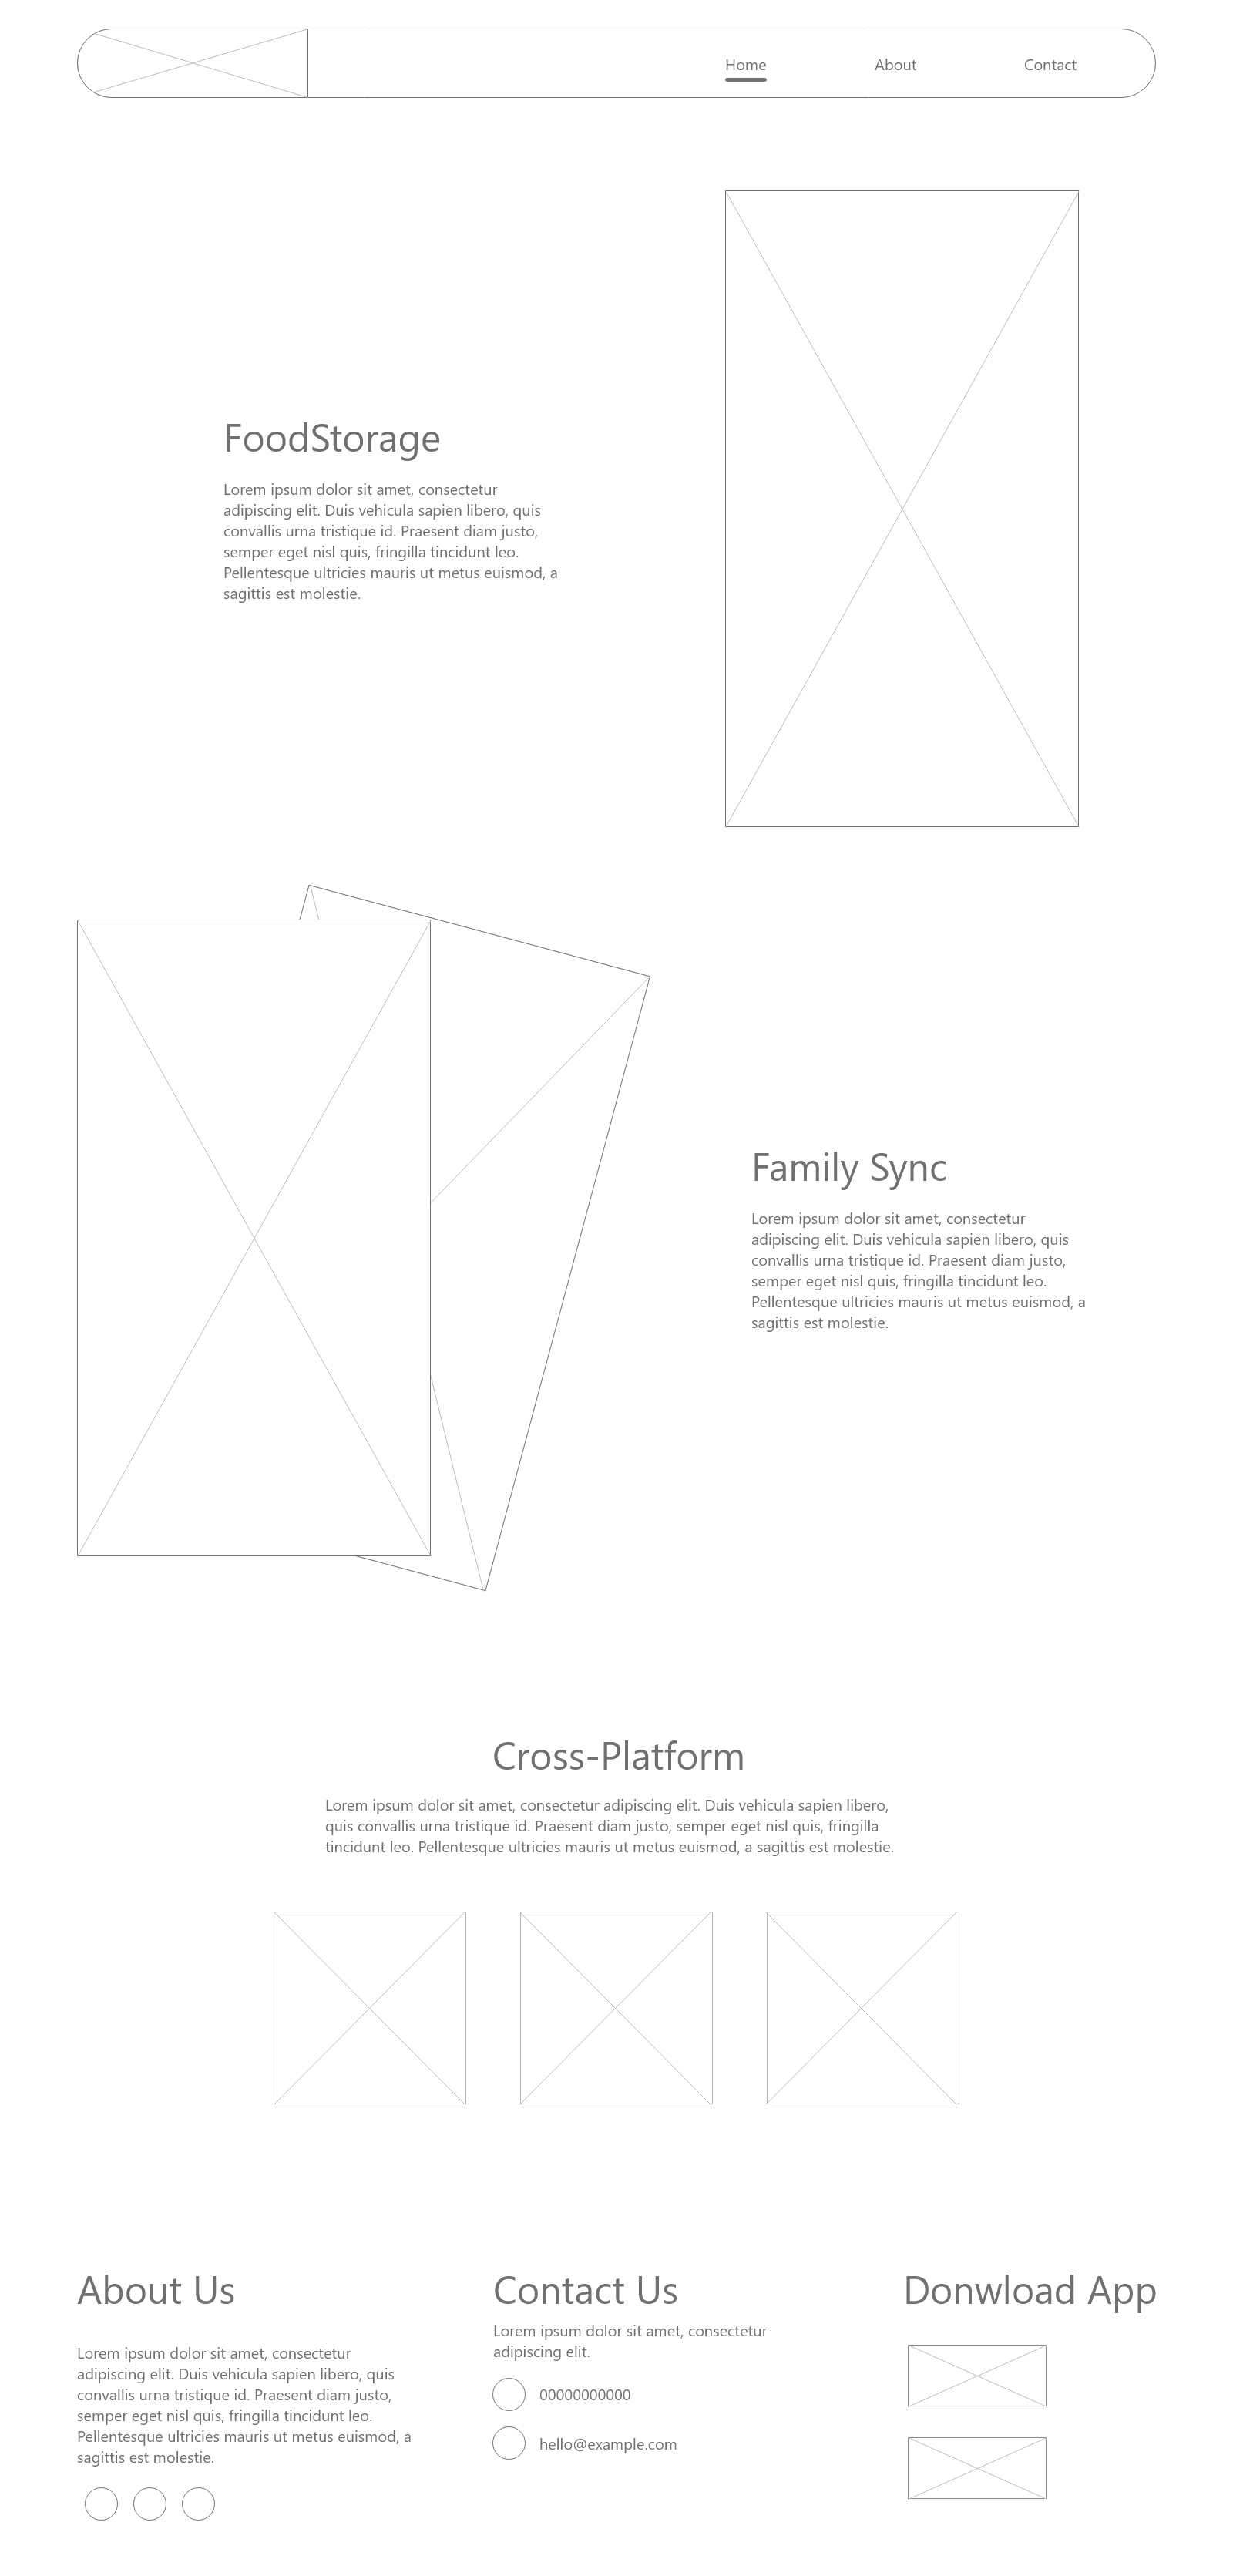 Home
About
Contact
FoodStorage
Lorem ipsum dolor sit amet, consectetur
adipiscing elit. Duis vehicula sapien libero, quis
convallis urna tristique id. Praesent diam justo,
semper eget nisl quis, fringilla tincidunt leo.
Pellentesque ultricies mauris ut metus euismod, a
sagittis est molestie.
Family Sync
Lorem ipsum dolor sit amet, consectetur
adipiscing elit. Duis vehicula sapien libero, quis
convallis urna tristique id. Praesent diam justo,
semper eget nisl quis, fringilla tincidunt leo.
Pellentesque ultricies mauris ut metus euismod, a
sagittis est molestie.
Cross-Platform
Lorem ipsum dolor sit amet, consectetur adipiscing elit. Duis vehicula sapien libero,
quis convallis urna tristique id. Praesent diam justo, semper eget nisl quis, fringilla
tincidunt leo. Pellentesque ultricies mauris ut metus euismod, a sagittis est molestie.
About Us
Lorem ipsum dolor sit amet, consectetur
adipiscing elit. Duis vehicula sapien libero, quis
convallis urna tristique id. Praesent diam justo,
semper eget nisl quis, fringilla tincidunt leo.
Pellentesque ultricies mauris ut metus euismod, a
sagittis est molestie.
Contact Us
Lorem ipsum dolor sit amet, consectetur
adipiscing elit.
00000000000
hello@example.com
Donwload App